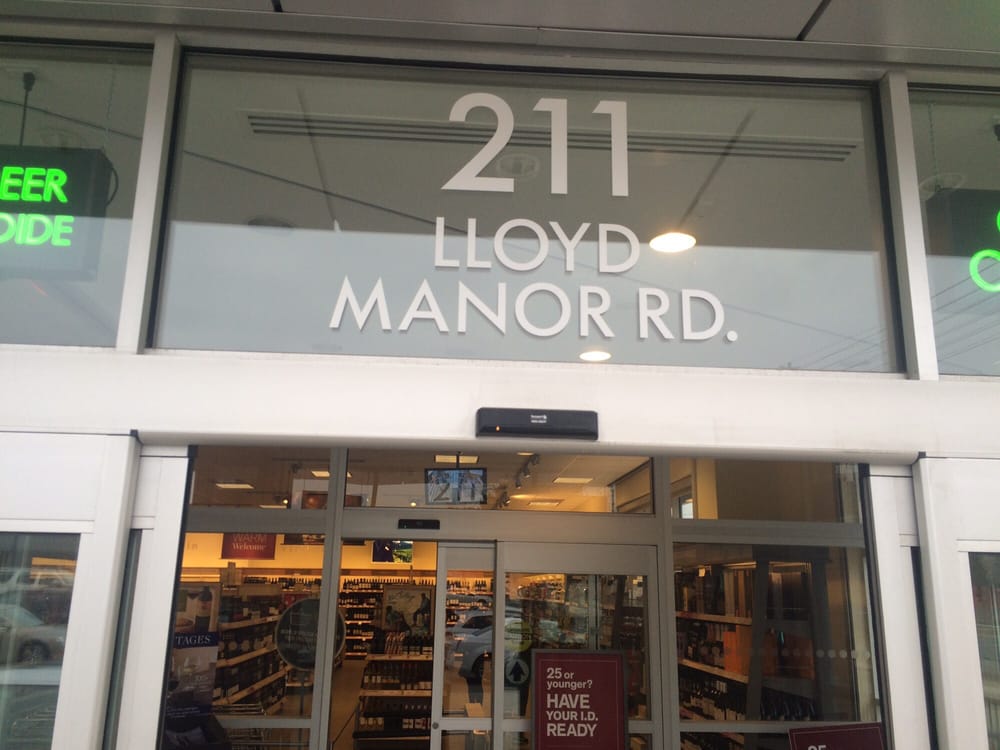 211
LLOYD
MANOR RD.
EER
OIDE
WARM
Welcome
TAGES
25 or
younger?
HAVE
YOUR I.D.
READY